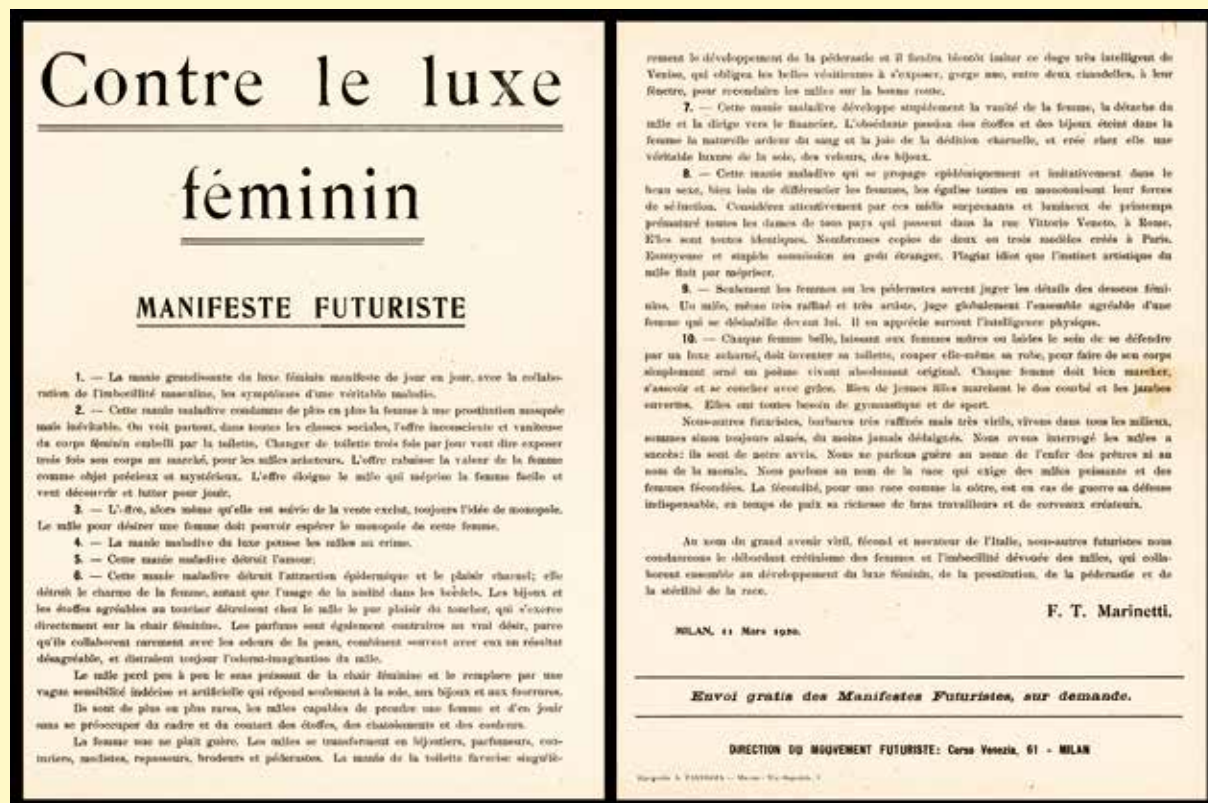 Contre le luxe
féminin
MANIFESTE FUTURISTE
1. — La manie grandissante du luxe féminin manifeste de jour en jour, avec la collabo-
ration de l'imbécillité masculine, les symptômes d'une véritable maladie.
2. — Cette manie maladive condamne de plus en plus la femme à une prostitution masquée
mais inévitable. On voit partout, dans toutes les classes sociales, l'offre inconsciente et vaniteuse
du corps féminin embelli par la toilette. Changer de toilette trois fois par jour veut dire exposer
trois fois son corps au marché, pour les mâles acheteurs. L'offre rabaisse la valeur de la femme
comme objet précieux et mystérieux. L'offre éloigne le mâle qui méprise la femme facile et
veut découvrir et lutter pour jouir.
3. — L'offre, alors même qu'elle est suivie de la vente exclut, toujours l'idée de monopole.
Le mâle pour désirer une femme doit pouvoir espérer le monopole de cette femme.
4. — La manie maladive du luxe pousse les mâles au crime.
5. — Cette manie maladive détruit l'amour.
6. — Cette manie maladive détruit l'attraction épidermique et le plaisir charnel; elle
détruit le charme de la femme, autant que l'usage de la nudité dans les bordels. Les bijoux et
les étoffes agréables au toucher détruisent chez le mâle le pur plaisir du toucher, qui s'exerce
directement sur la chair féminine. Les parfums sont également contraires au vrai désir, parce
qu'ils collaborent rarement avec les odeurs de la peau, combinent souvent avec eux un résultat
désagréable, et distraient toujour l'odorat-imagination du mâle.
Le mâle perd peu à peu le sens puissant de la chair féminine et le remplace par une
vague sensibilité indécise et artificielle qui répond seulement à la soie, aux bijoux et aux fourrures.
Ils sont de plus en plus rares, les mâles capables de prendre une femme et d'en jouir
sans se préoccuper du cadre et du contact des étoffes, des chatoiements et des couleurs.
La femme nue ne plait guère. Les mâles se transforment en bijoutiers, parfumeurs, cou-
turiers, modistes, repasseurs, brodeurs et péderastes. La manie de la toilette favorise singuliè-
rement le développement de la péderastie et il faudra bientôt imiter ce doge très intelligent de
Venise, qui obligea les belles vénitiennes à s'exposer, gorge nue, entre deux chandelles, à leur
fênetre, pour reconduire les mâles sur la bonne route.
7. — Cette manie maladive développe stupidement la vanité de la femme, la détache du
mâle et la dirige vers le financier. L'obsédante passion des étoffes et des bijoux éteint dans la
femme la naturelle ardeur du sang et la joie de la dédition charnelle, et crée chez elle une
véritable luxure de la soie, des velours, des bijoux.
8. — Cette manie maladive qui se propage epidémiquement et imitativement dans le
beau sexe, bien loin de différencier les femmes, les égalise toutes en monotonisant leur forces
de séduction. Considérez attentivement par ces midis surprenants et lumineux de printemps
prématuré toutes les dames de tous pays qui passent dans la rue Vittorio Veneto, à Rome.
Elles sont toutes identiques. Nombreuses copies de deux ou trois modèles créés à Paris.
Ennuyeuse et stupide soumission au goût étranger. Plagiat idiot que l'instinct artistique du
mâle finit par mépriser.
9. — Seulement les femmes ou les péderastes savent juger les détails des dessous fémi-
nins. Un mâle, même très raffiné et très artiste, juge globalement l'ensemble agréable d'une
femme qui se désabille devant lui. Il en apprécie surtout l'intelligence physique.
10. — Chaque femme belle, laissant aux femmes mûres ou laides le soin de se défendre
par un luxe acharné, doit inventer sa toilette, couper elle-même sa robe, pour faire de son corps
simplement orné un poème vivant absolument original. Chaque femme doit bien marcher,
s'asseoir et se coucher avec grâce. Bien de jeunes filles marchent le dos courbé et les jambes
ouvertes. Elles ont toutes besoin de gymnastique et de sport.
Nous-autres futuristes, barbares très raffinés mais très virils, vivons dans tous les milieux,
sommes sinon toujours aimés, du moins jamais dédaignés. Nous avons interrogé les mâles a
succès: ils sont de notre avis. Nous ne parlons guère au nome de l'enfer des prêtres ni au
nom de la morale. Nous parlons au nom de la race qui exige des mâles puissants et des
femmes fécondées. La fécondité, pour une race comme la nôtre, est en cas de guerre sa défense
indispensable, en temps de paix sa richesse de bras travailleurs et de cerveaux créateurs.
Au nom du grand avenir viril, fécond et novateur de l'Italie, nous-autres futuristes nous
condamnons le débordant crétinisme des femmes et l'imbecillité dévouée des mâles, qui colla-
borent ensemble au développement du luxe féminin, de la prostitution, de la péderastie et de
la stérilité de la race.
F. T. Marinetti.
MILAN, 11 Mars 1920.
Envoi gratis des Manifestes Futuristes, sur demande.
DIRECTION DU MOUVEMENT FUTURISTE: Corso Venezia, 61 - MILAN